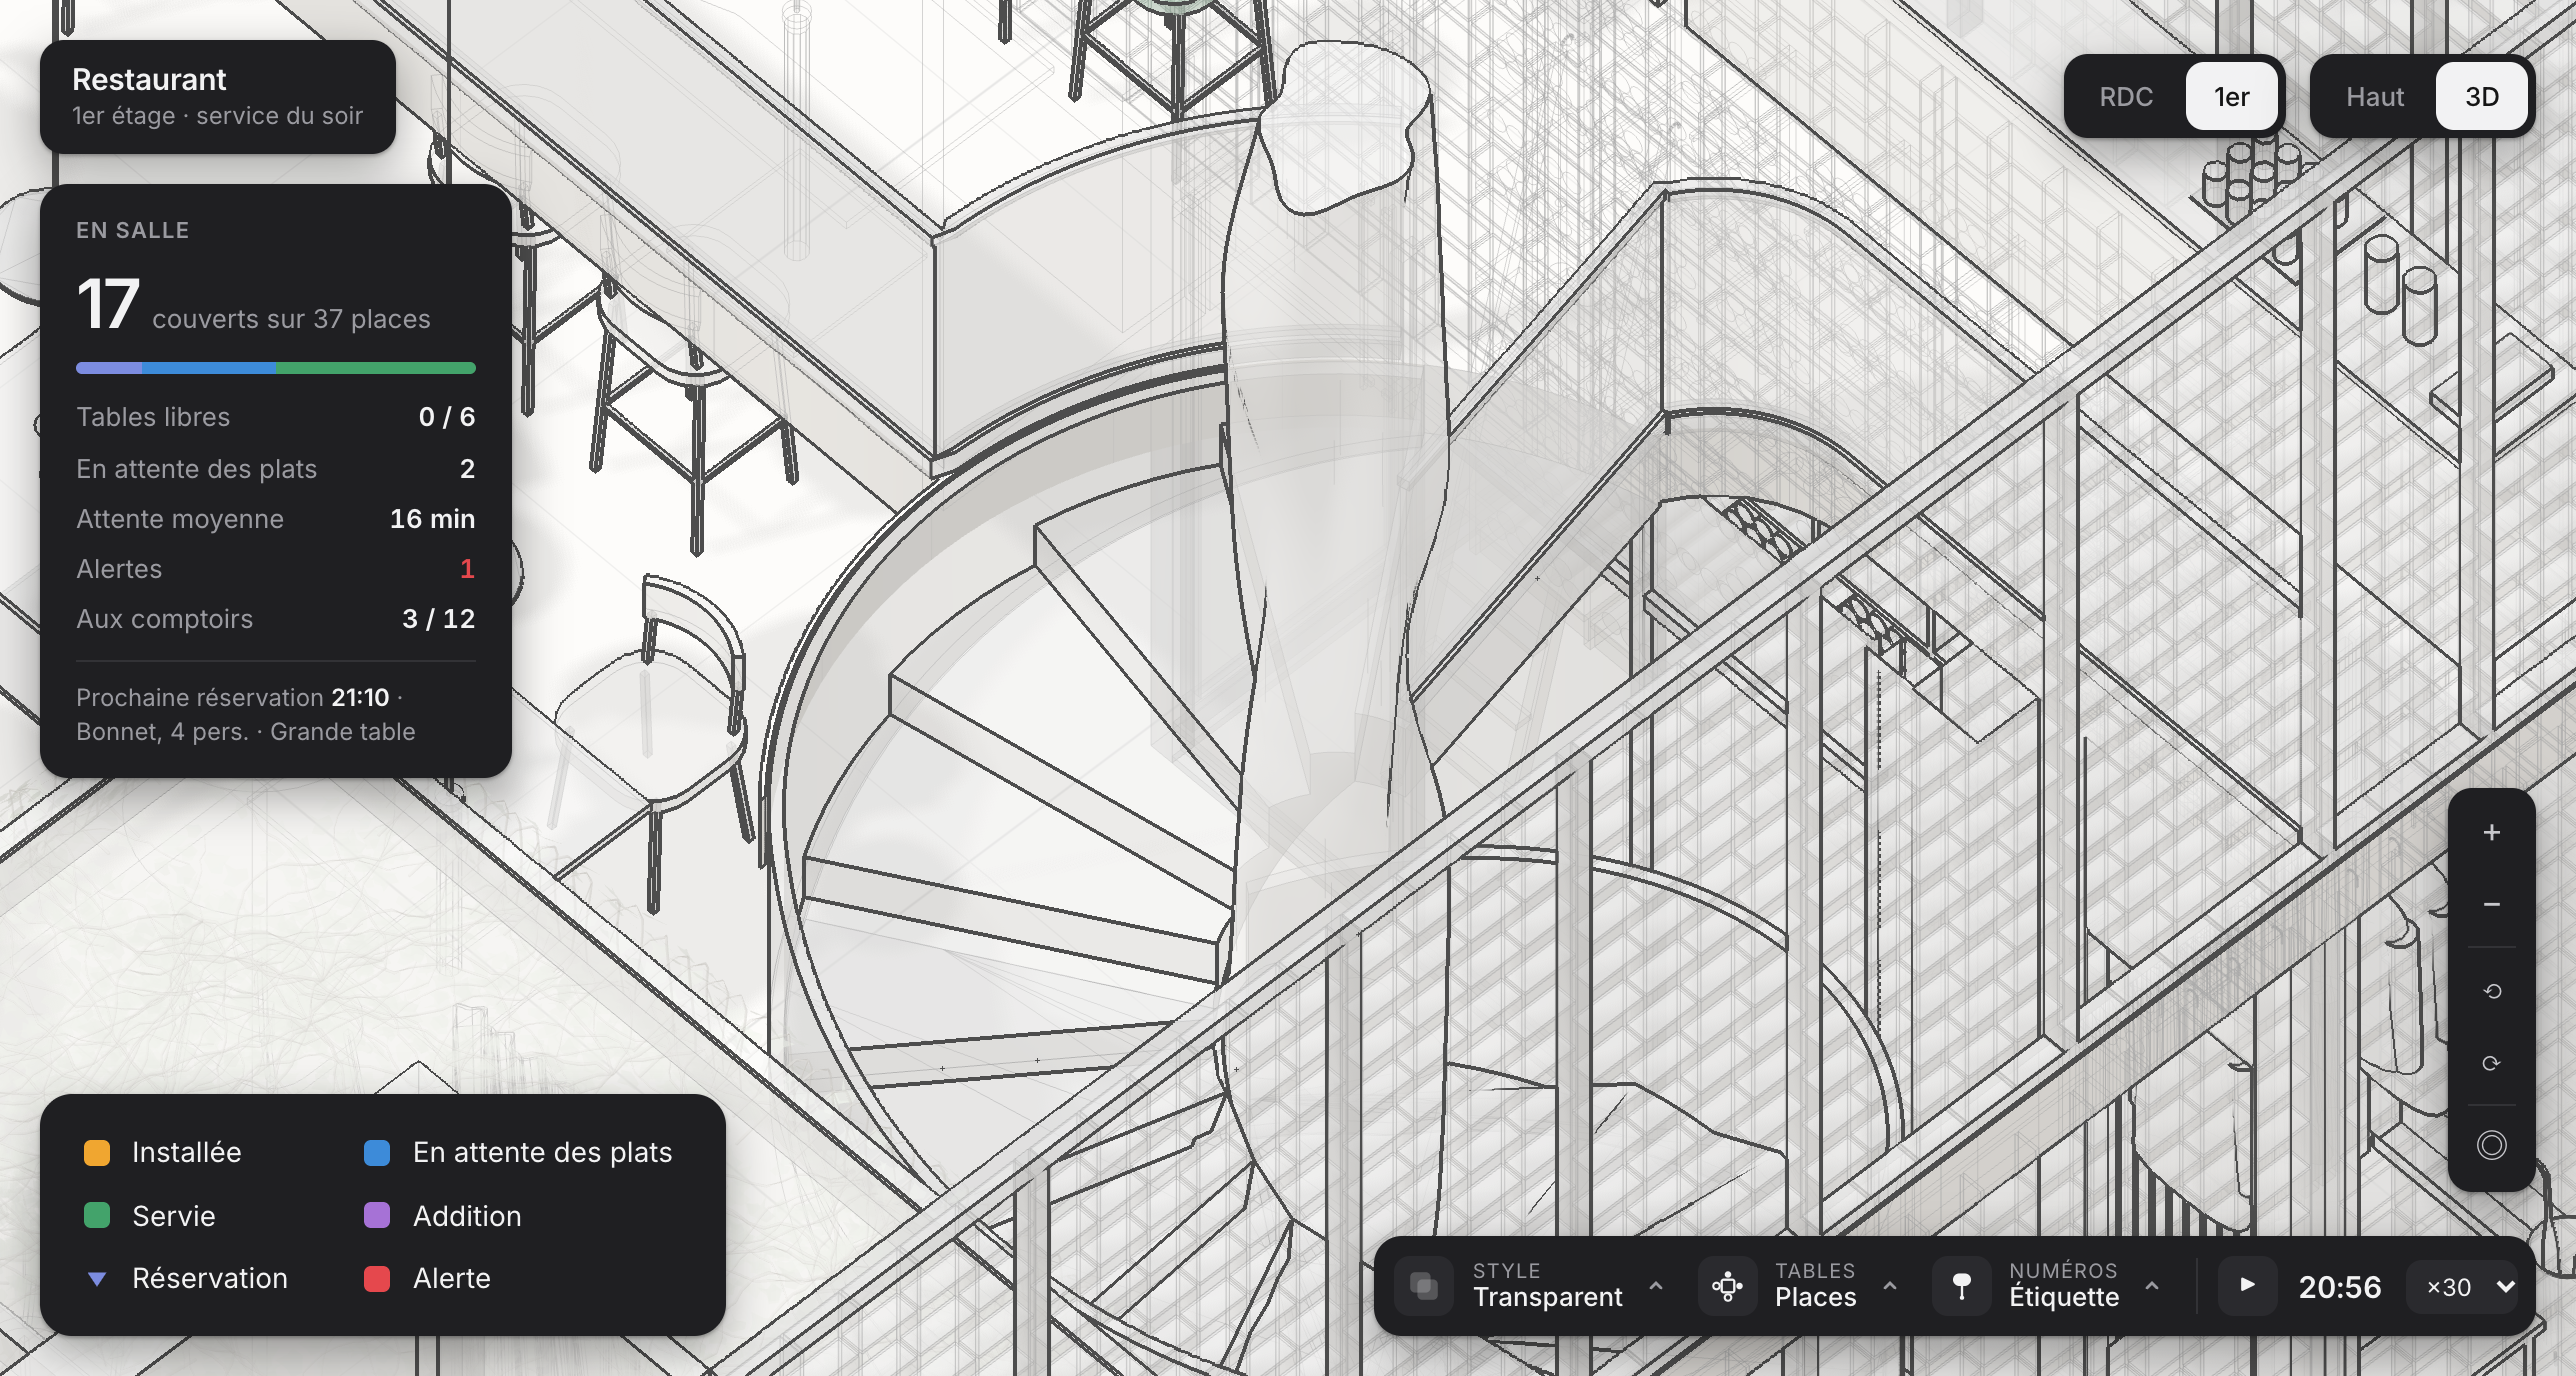 Restaurant
1er étage · service du soir
RDC
1er
Haut
3D
EN SALLE
17 couverts sur 37 places
Tables libres 0 / 6
En attente des plats 2
Attente moyenne 16 min
Alertes 1
Aux comptoirs 3 / 12
Prochaine réservation 21:10 ·
Bonnet, 4 pers. · Grande table
Installée
En attente des plats
Servie
Addition
Réservation
Alerte
STYLE
Transparent
TABLES
Places
NUMÉROS
Étiquette
20:56
×30